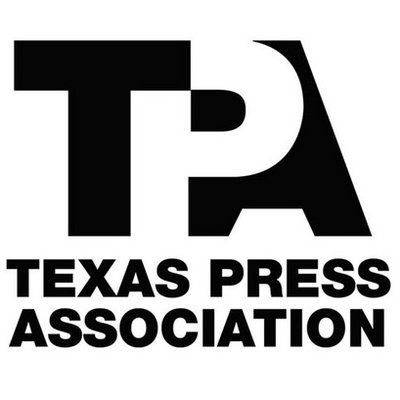 TPA
TEXAS PRESS
ASSOCIATION